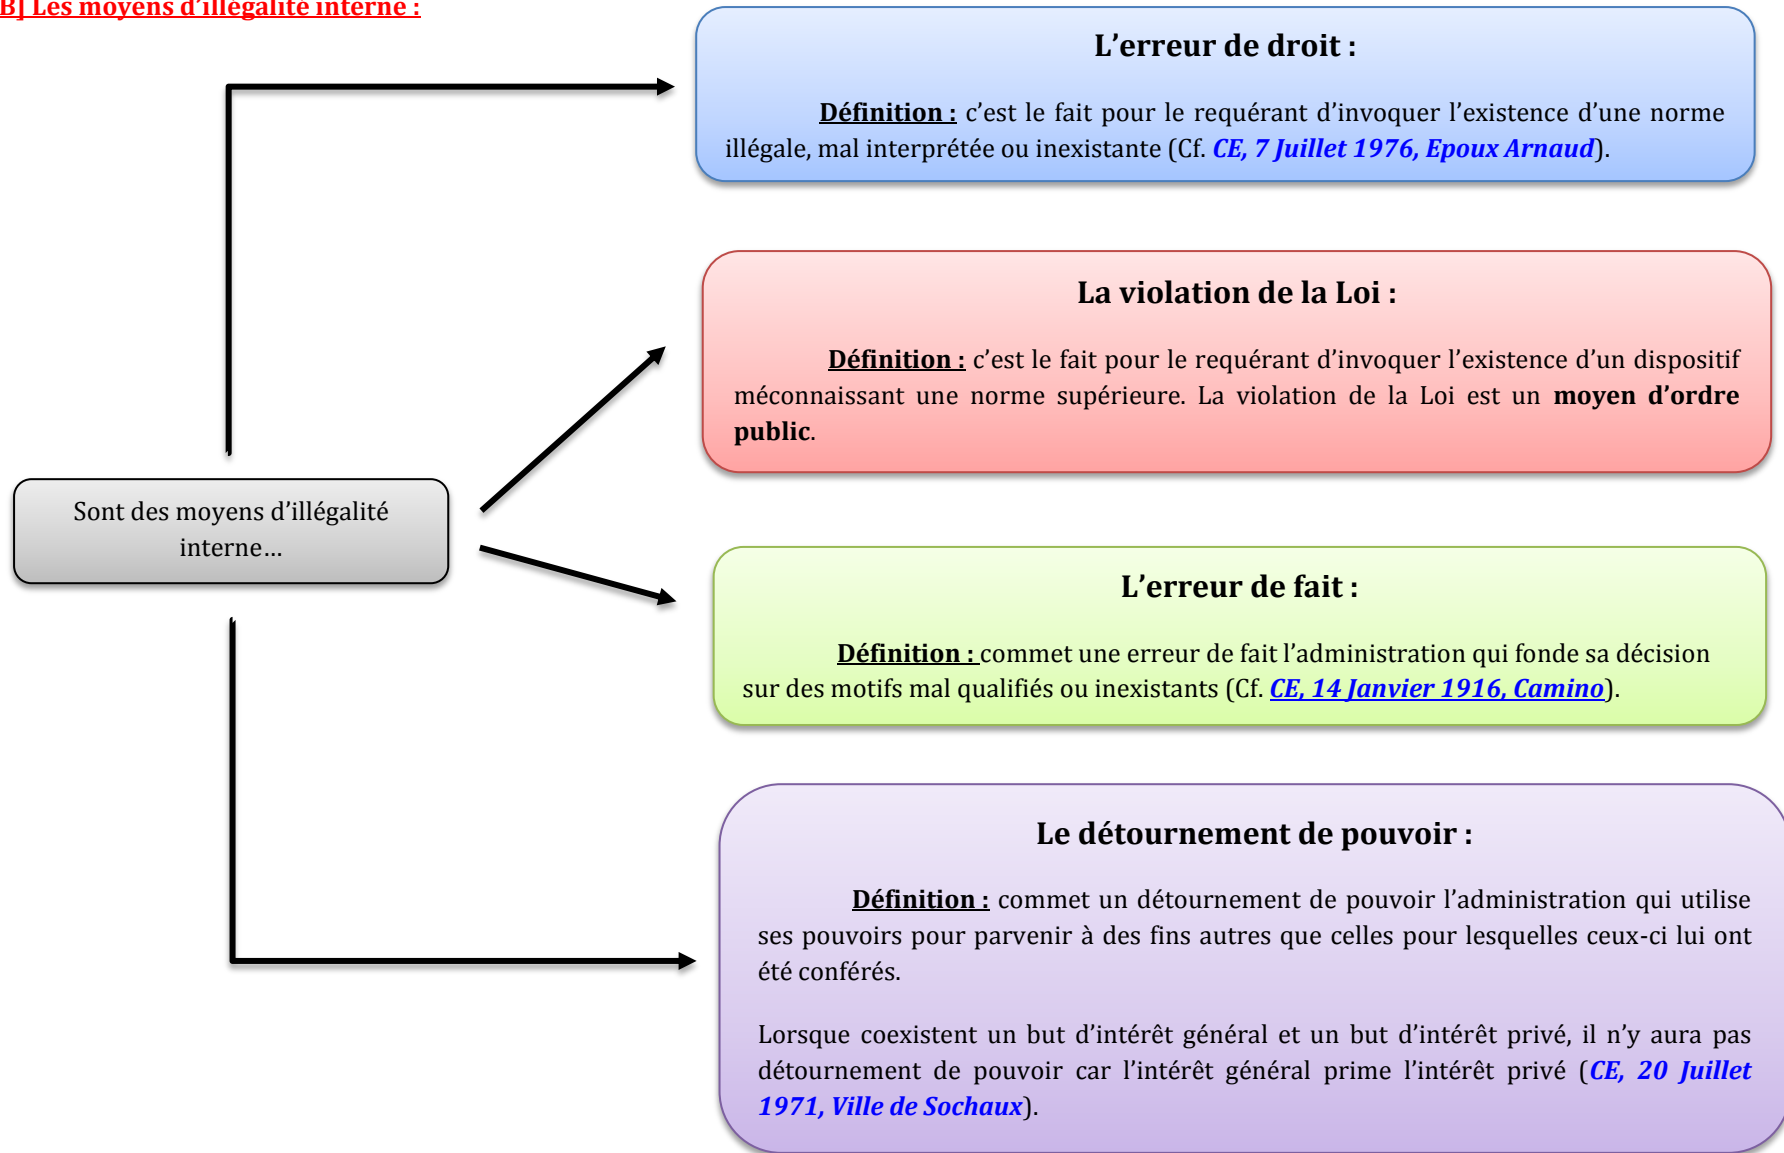 B] Les moyens d'illégalité interne :
L'erreur de droit :
Définition : c'est le fait pour le requérant d'invoquer l'existence d'une norme
illégale, mal interprétée ou inexistante (Cf. CE, 7 Juillet 1976, Epoux Arnaud).
La violation de la Loi :
Définition : c'est le fait pour le requérant d'invoquer l'existence d'un dispositif
méconnaissant une norme supérieure. La violation de la Loi est un moyen d'ordre
public.
Sont des moyens d'illégalité
interne…
L'erreur de fait :
Définition : commet une erreur de fait l'administration qui fonde sa décision
sur des motifs mal qualifiés ou inexistants (Cf. CE, 14 Janvier 1916, Camino).
Le détournement de pouvoir :
Définition : commet un détournement de pouvoir l'administration qui utilise
ses pouvoirs pour parvenir à des fins autres que celles pour lesquelles ceux-ci lui ont
été conférés.
Lorsque coexistent un but d'intérêt général et un but d'intérêt privé, il n'y aura pas
détournement de pouvoir car l'intérêt général prime l'intérêt privé (CE, 20 Juillet
1971, Ville de Sochaux).